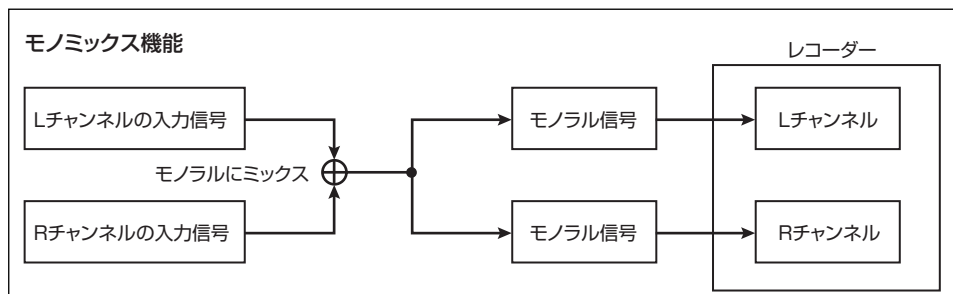 モノミックス機能
レコーダー
Lチャンネルの入力信号
モノラル信号
Lチャンネル
モノラルにミックス
Rチャンネルの入力信号
モノラル信号
Rチャンネル